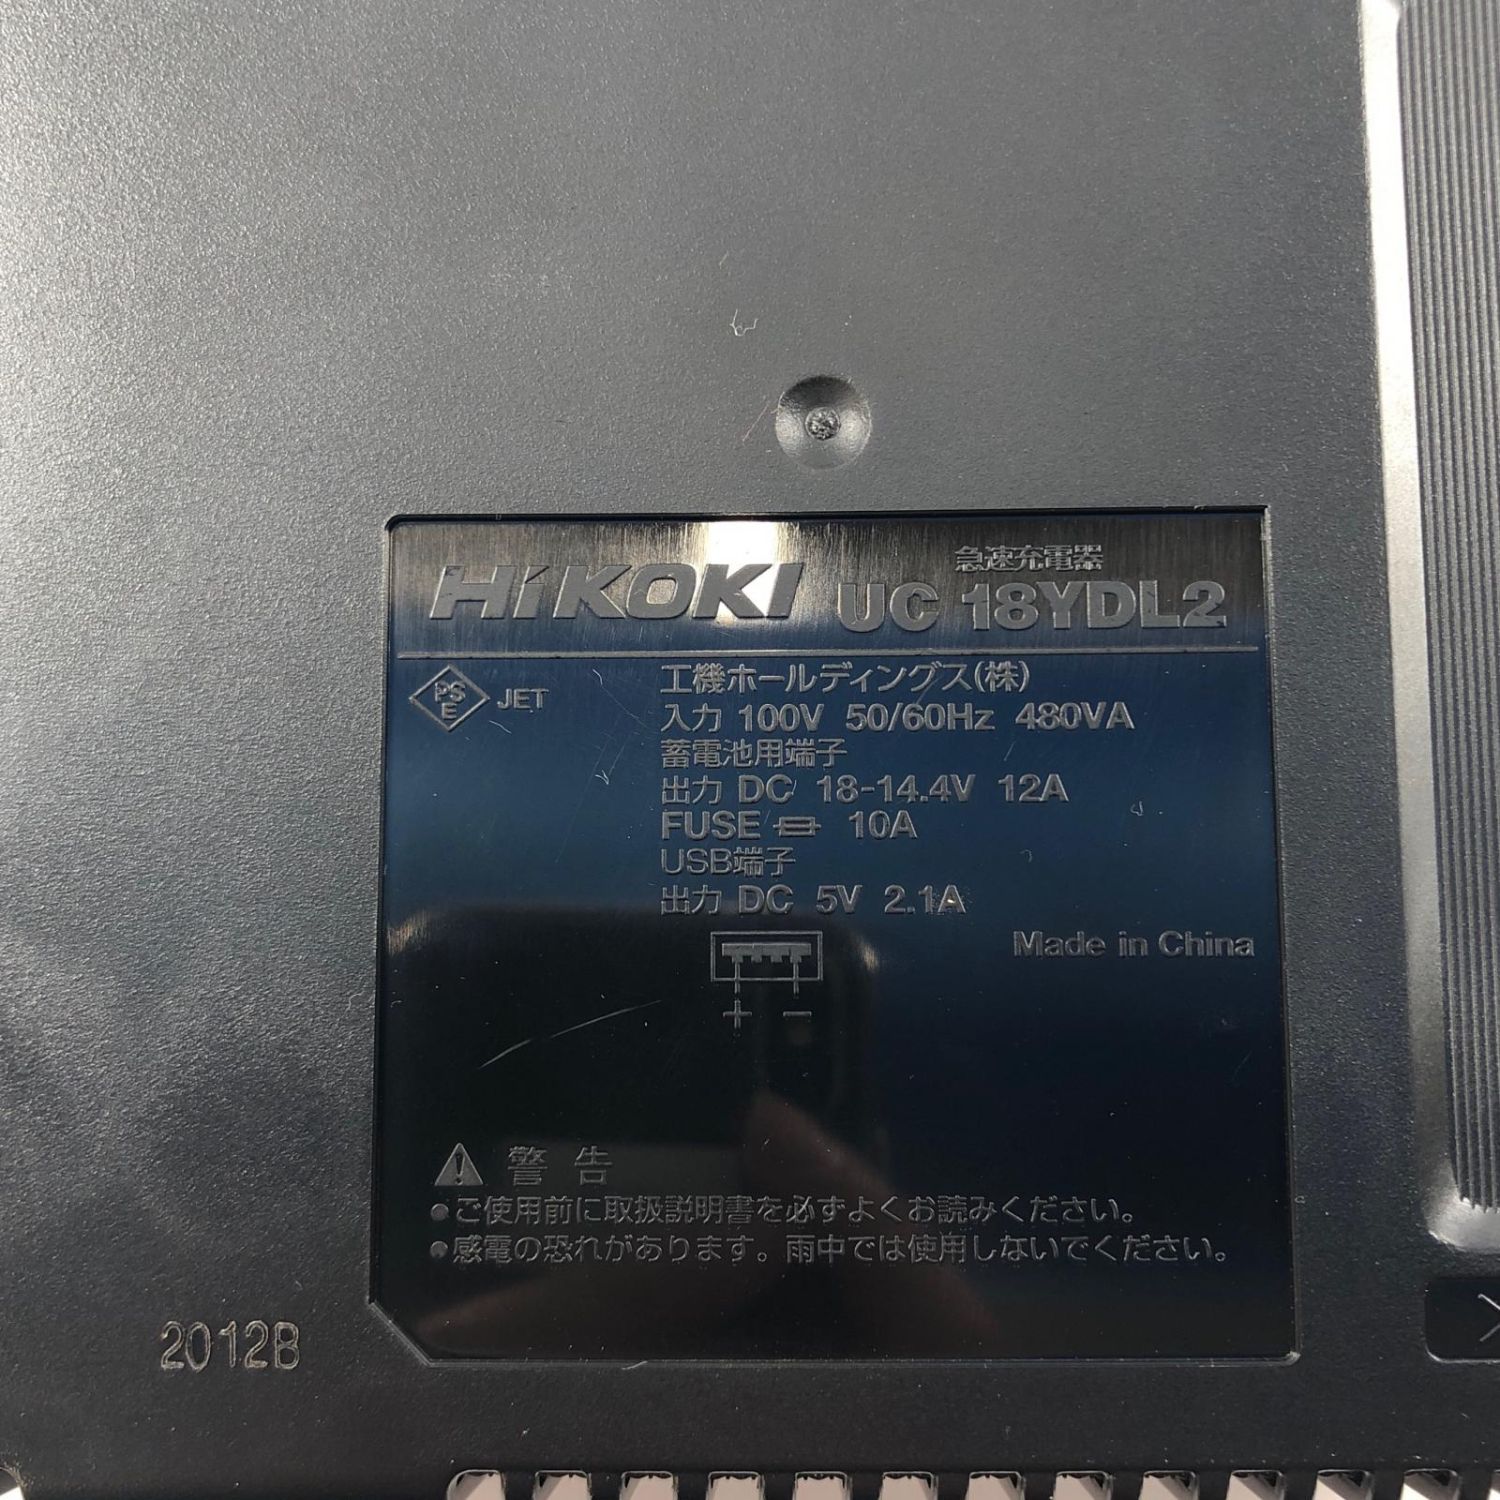 HiKOKI 急速充電器
UC 18YDL2
PS
E
JET
工機ホールディングス(株)
入力 100V 50/60Hz 480VA
蓄電池用端子
出力 DC 18-14.4V 12A
FUSE 10A
USB端子
出力 DC 5V 2.1A
Made in China
+ −
警告
●ご使用前に取扱説明書を必ずよくお読みください。
●感電の恐れがあります。雨中では使用しないでください。
2012B